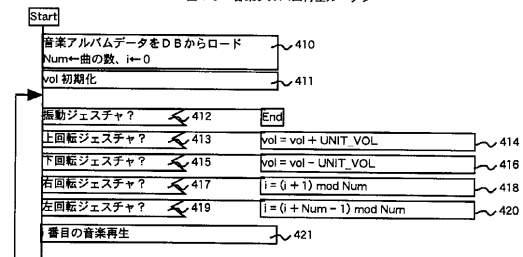 Start
音楽アルバムデータをDBからロード
Num←曲の数、i←0
410
vol 初期化
411
振動ジェスチャ？
412
End
上回転ジェスチャ？
413
vol = vol + UNIT_VOL
414
下回転ジェスチャ？
415
vol = vol − UNIT_VOL
416
右回転ジェスチャ？
417
i = (i + 1) mod Num
418
左回転ジェスチャ？
419
i = (i + Num − 1) mod Num
420
番目の音楽再生
421